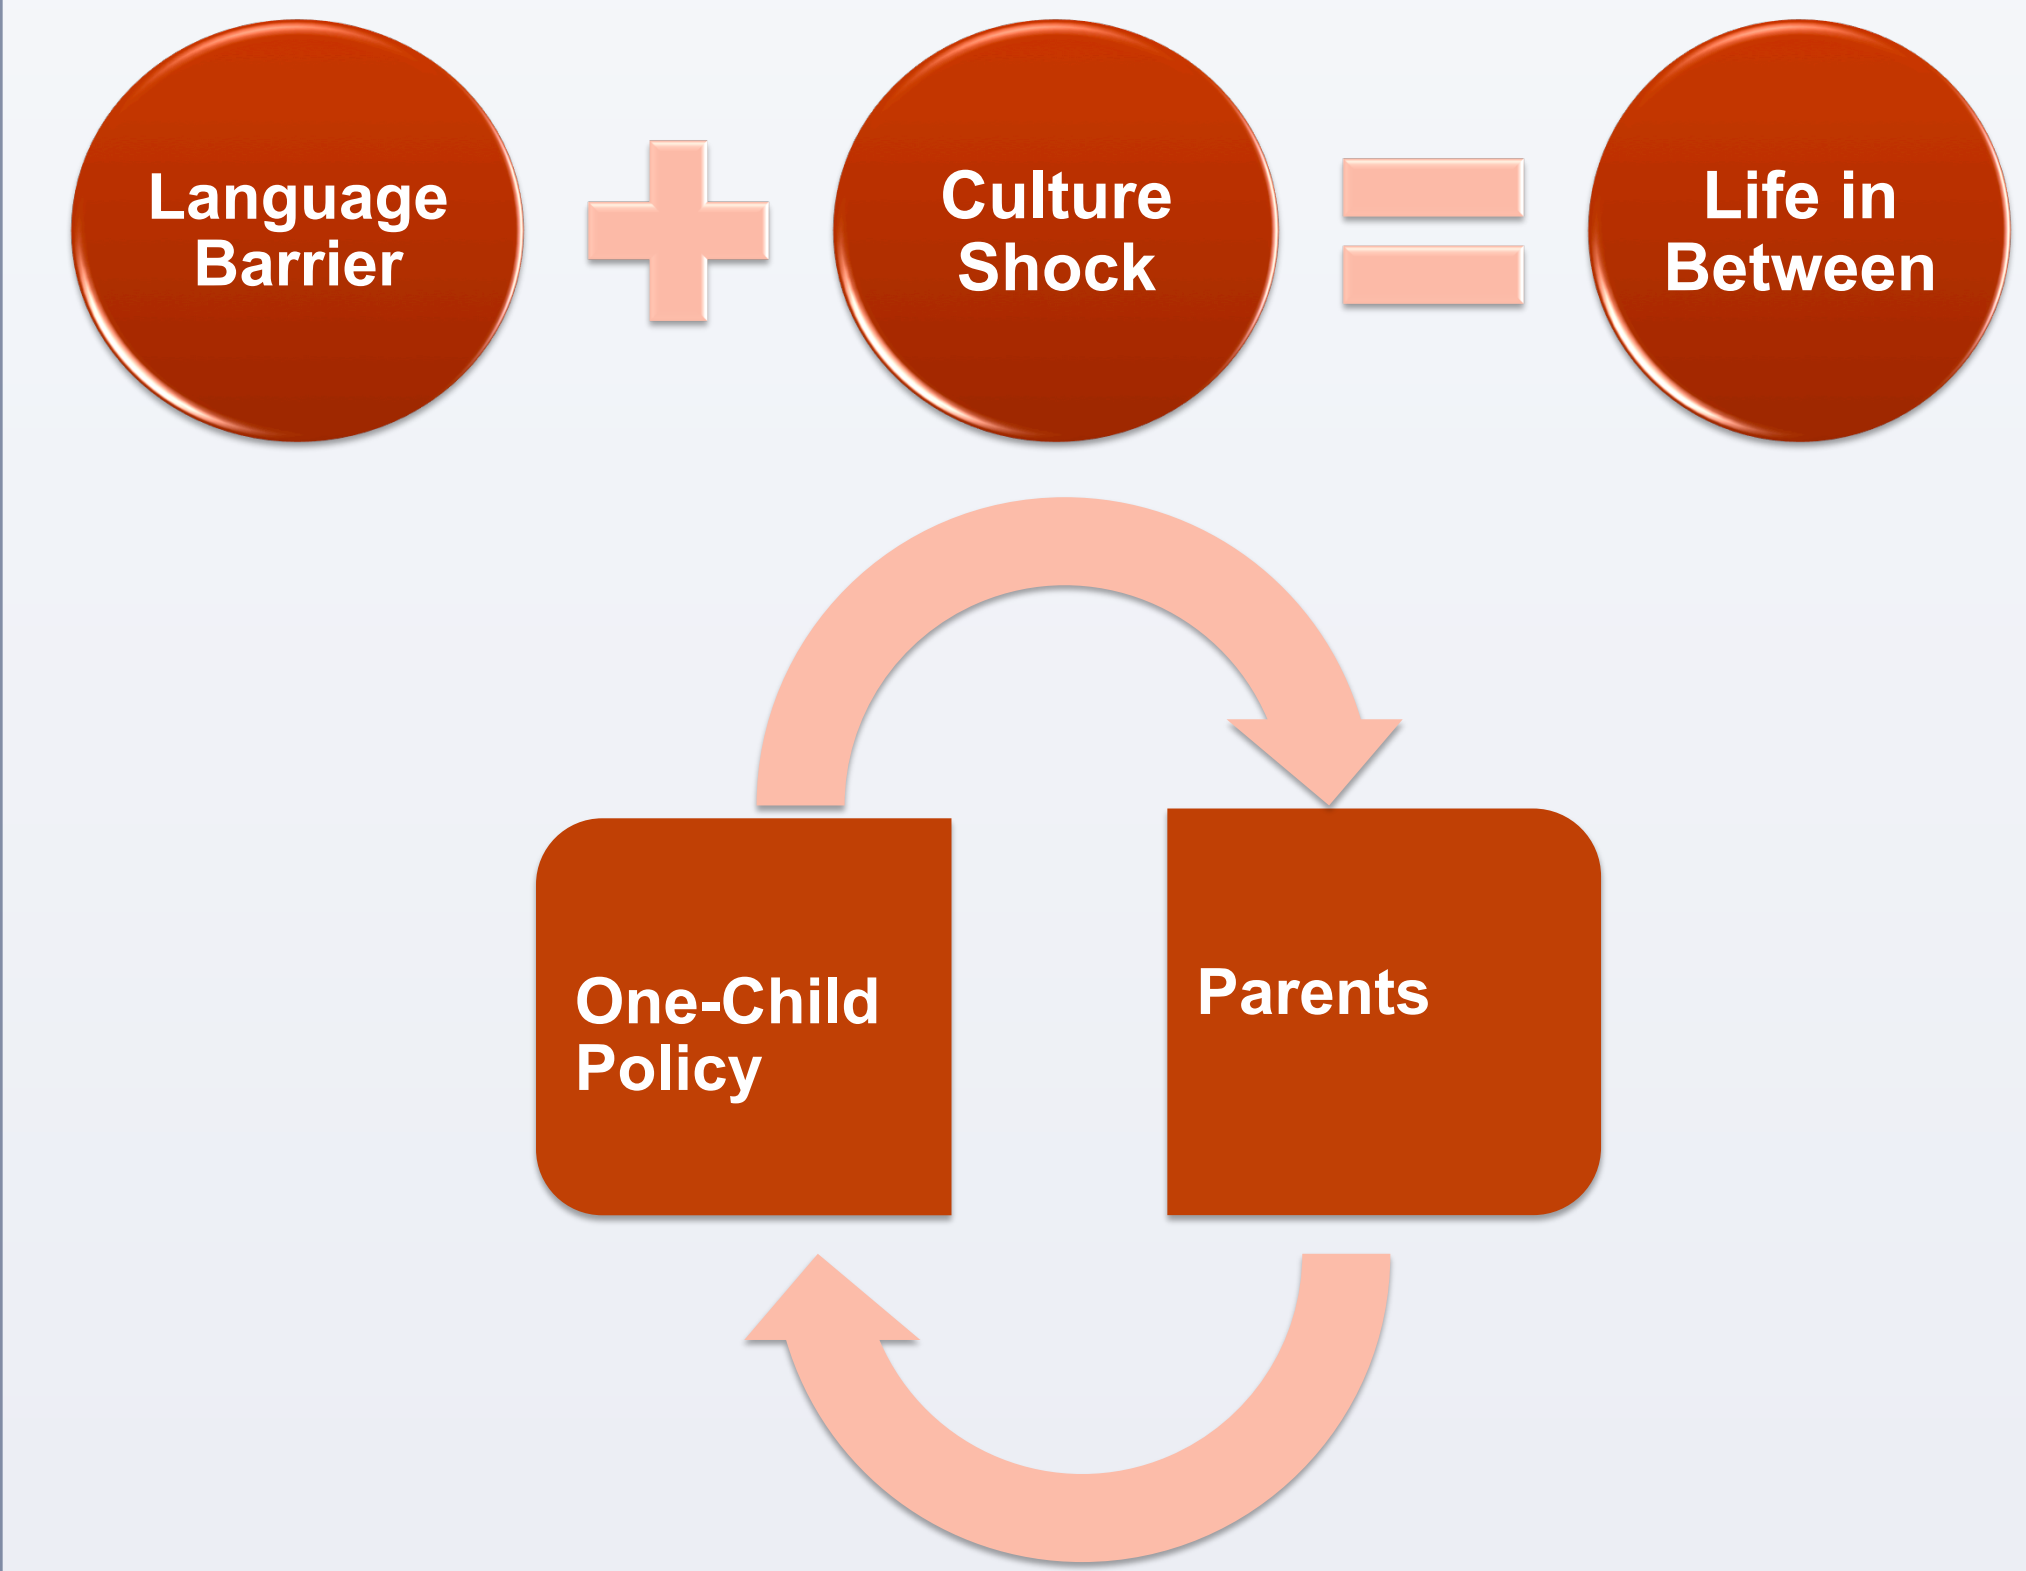 Language
Barrier
Culture
Shock
Life in
Between
One-Child
Policy
Parents